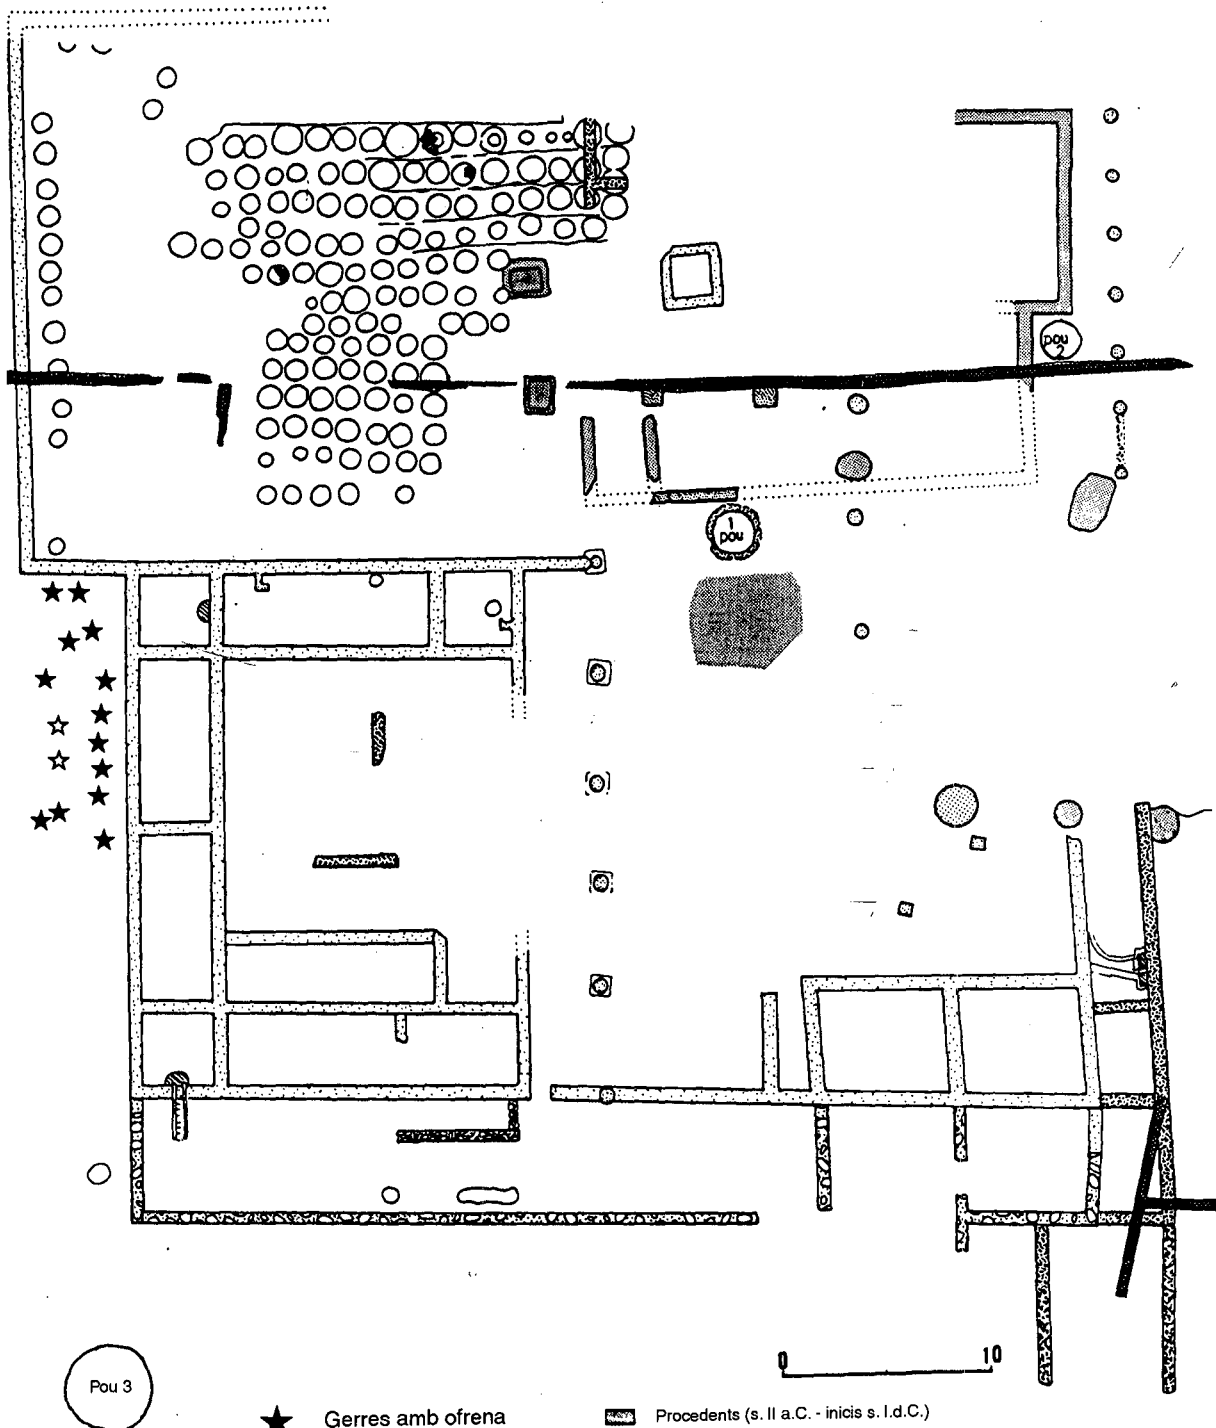 pou
2
1
pou
0 10
Pou 3
Gerres amb ofrena
Procedents (s. II a.C. - inicis s. I.d.C.)